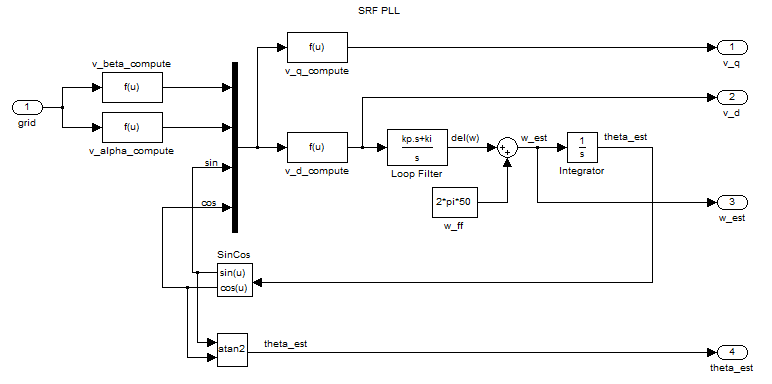 SRF PLL
f(u)
1
v_q_compute
v_q
v_beta_compute
f(u)
1
grid
f(u)
v_alpha_compute
2
v_d
sin
f(u)
v_d_compute
kp.s+ki
s
Loop Filter
del(w)
+
+
w_est
1
s
Integrator
theta_est
cos
2*pi*50
w_ff
3
w_est
SinCos
sin(u)
cos(u)
atan2
theta_est
4
theta_est